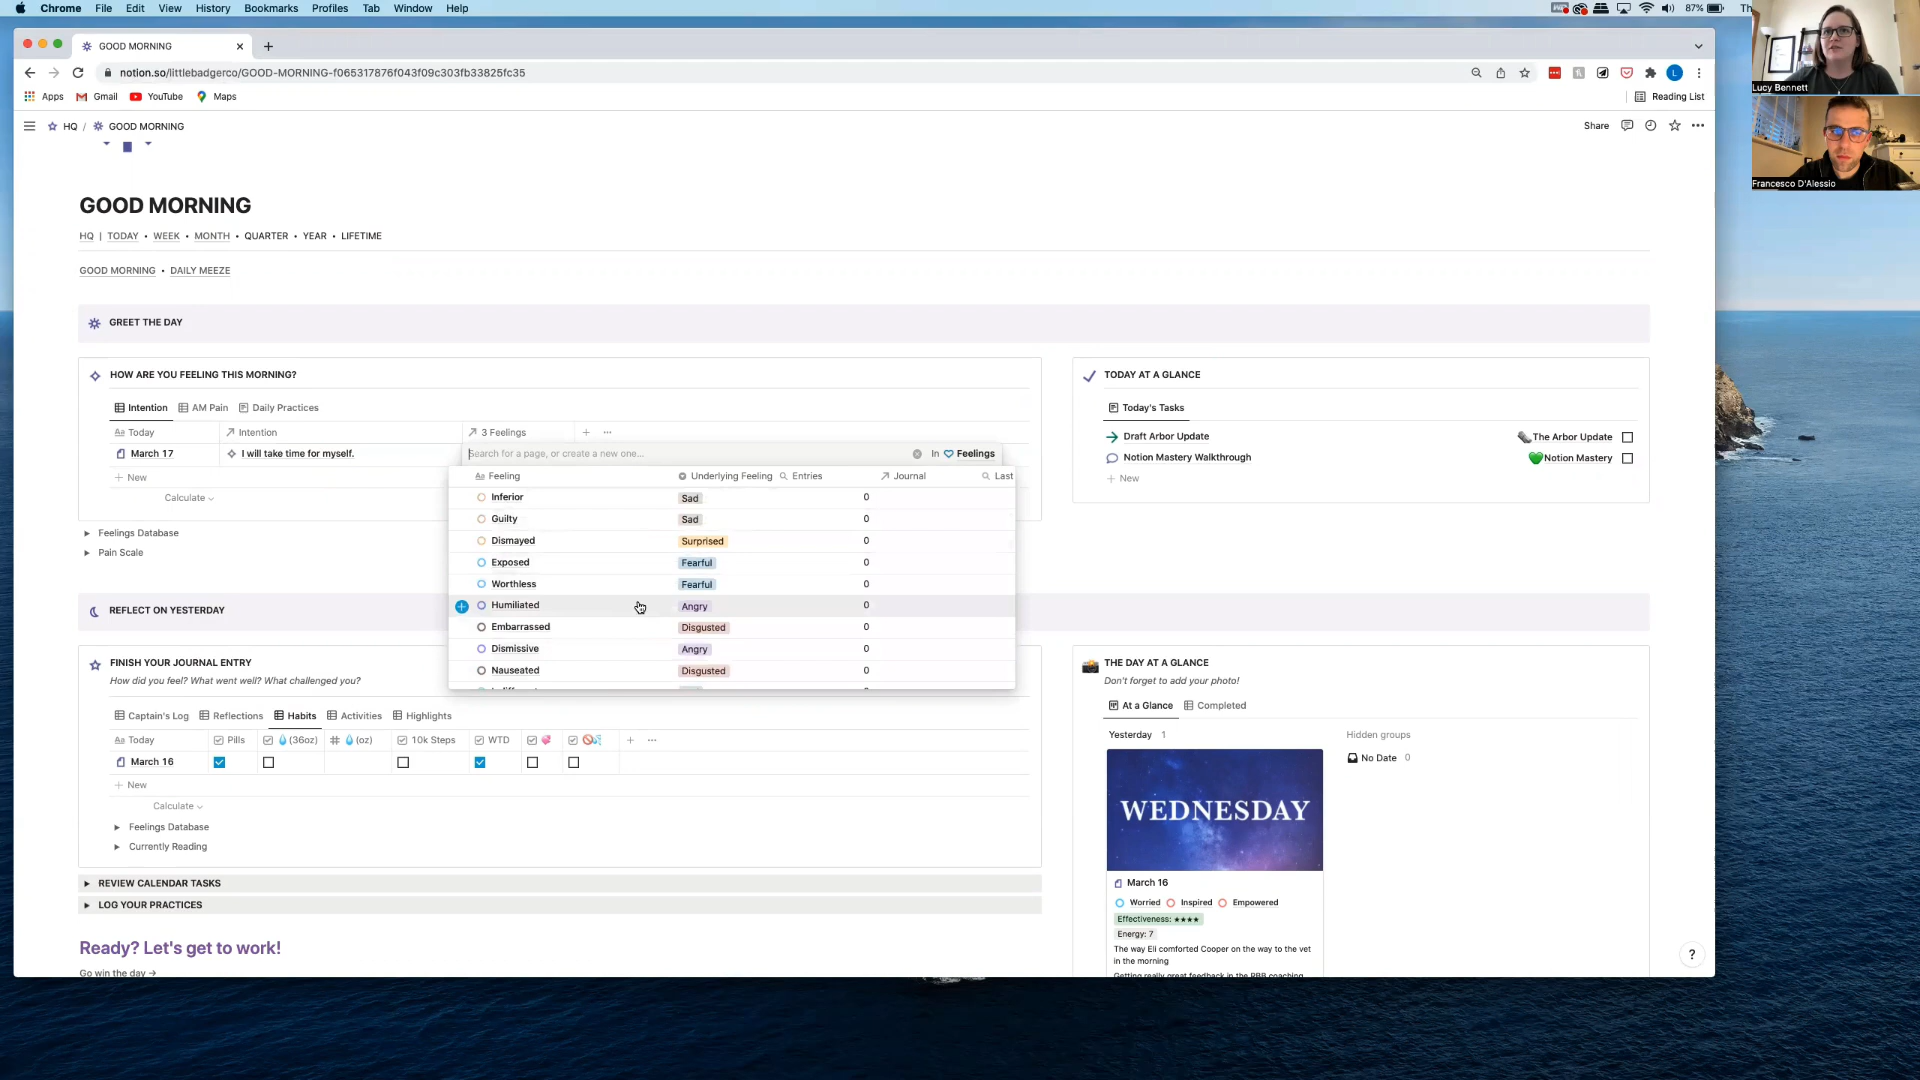 Chrome File Edit View History Bookmarks Profiles Tab Window Help 87% Th
GOOD MORNING
notion.so/littlebadgerco/GOOD-MORNING-f065317876f043f09c303fb33825fc35
Apps Gmail YouTube Maps Reading List
HQ / GOOD MORNING Share
Lucy Bennett
Francesco D'Alessio
GOOD MORNING
HQ | TODAY • WEEK • MONTH • QUARTER • YEAR • LIFETIME
GOOD MORNING • DAILY MEEZE
GREET THE DAY
HOW ARE YOU FEELING THIS MORNING?
Intention AM Pain Daily Practices
Aa Today Intention 3 Feelings
March 17 I will take time for myself.
+ New
Calculate
Feelings Database
Pain Scale
Search for a page, or create a new one... In Feelings
Aa Feeling Underlying Feeling Entries Journal Last
Inferior Sad 0
Guilty Sad 0
Dismayed Surprised 0
Exposed Fearful 0
Worthless Fearful 0
Humiliated Angry 0
Embarrassed Disgusted 0
Dismissive Angry 0
Nauseated Disgusted 0
TODAY AT A GLANCE
Today's Tasks
Draft Arbor Update The Arbor Update
Notion Mastery Walkthrough Notion Mastery
+ New
REFLECT ON YESTERDAY
FINISH YOUR JOURNAL ENTRY
How did you feel? What went well? What challenged you?
Captain's Log Reflections Habits Activities Highlights
Aa Today Pills (36oz) # (oz) 10k Steps WTD
March 16
+ New
Calculate
Feelings Database
Currently Reading
REVIEW CALENDAR TASKS
LOG YOUR PRACTICES
Ready? Let's get to work!
Go win the day →
THE DAY AT A GLANCE
Don't forget to add your photo!
At a Glance Completed
Yesterday 1 Hidden groups
No Date 0
WEDNESDAY
March 16
Worried Inspired Empowered
Effectiveness: ★★★★
Energy: 7
The way Eli comforted Cooper on the way to the vet
in the morning
Getting really great feedback in the RBB coaching
?